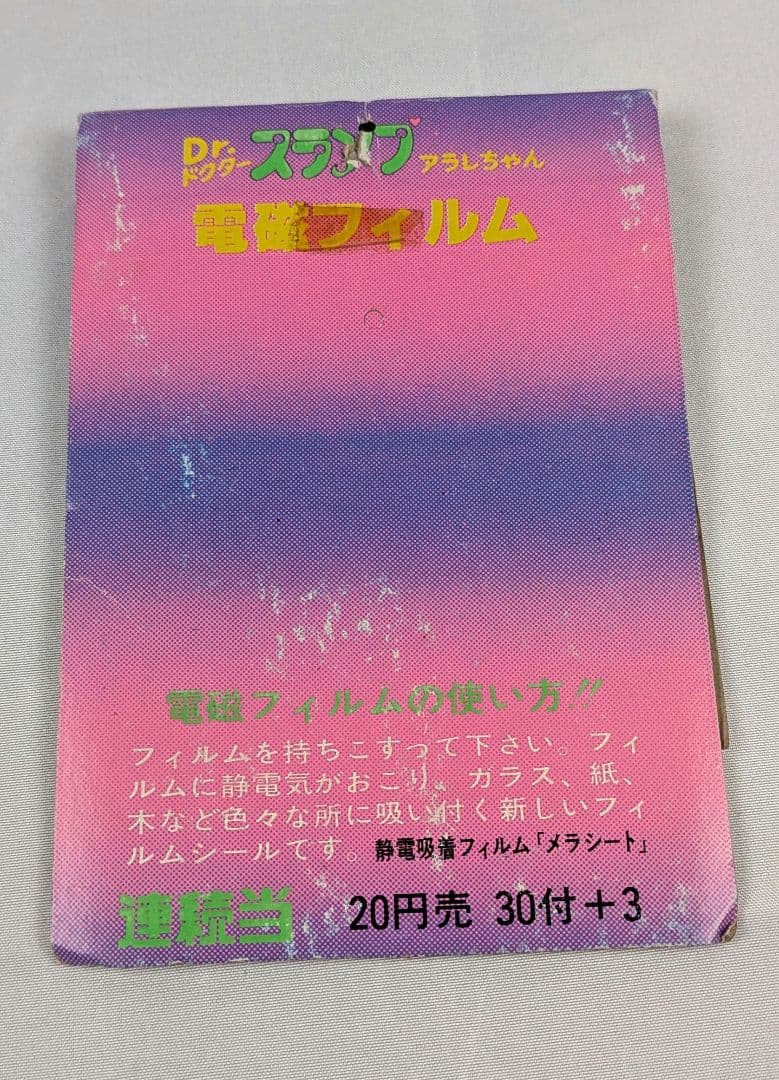 Dr.スランプ アラレちゃん
ドクター
電磁フィルム
電磁フィルムの使い方!!
フィルムを持ちこすって下さい。フィ
ルムに静電気がおこり、ガラス、紙、
木など色々な所に吸い付く新しいフィ
ルムシールです。静電吸着フィルム「メラシート」
連続当 20円売 30付+3